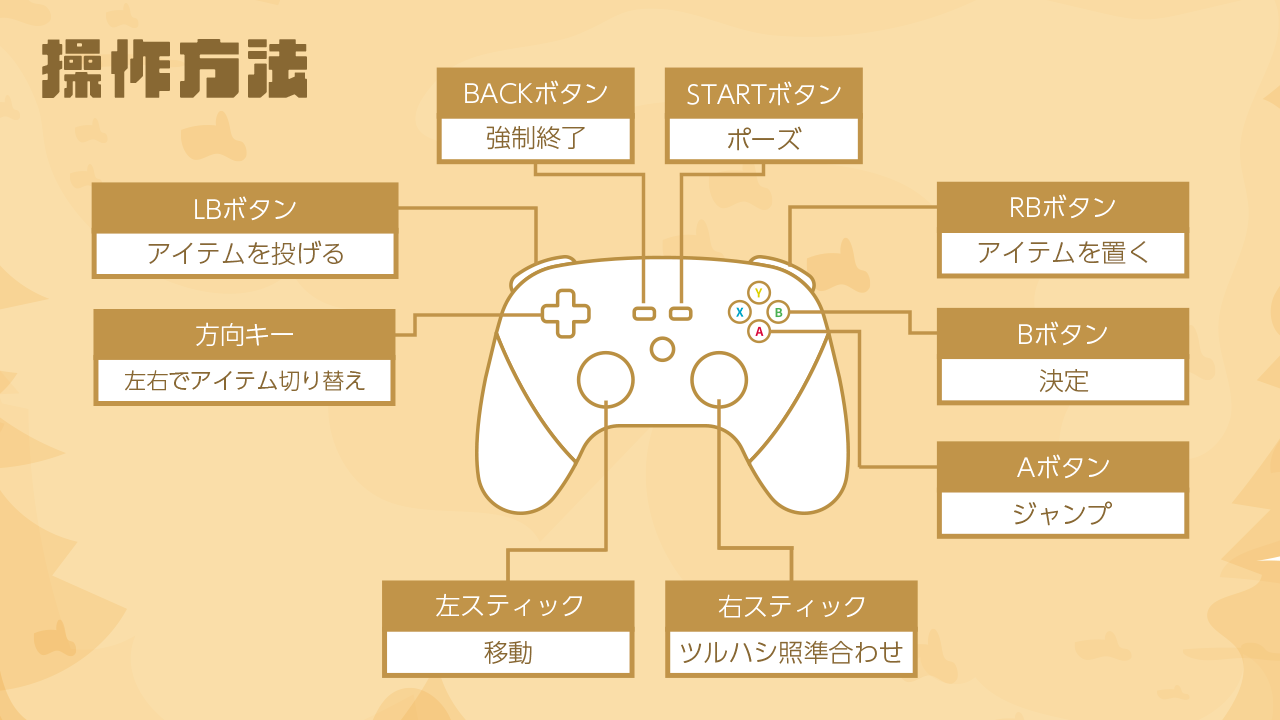 操作方法
BACKボタン
強制終了
STARTボタン
ポーズ
LBボタン
アイテムを投げる
RBボタン
アイテムを置く
方向キー
左右でアイテム切り替え
Y
X
B
A
Bボタン
決定
Aボタン
ジャンプ
左スティック
移動
右スティック
ツルハシ照準合わせ